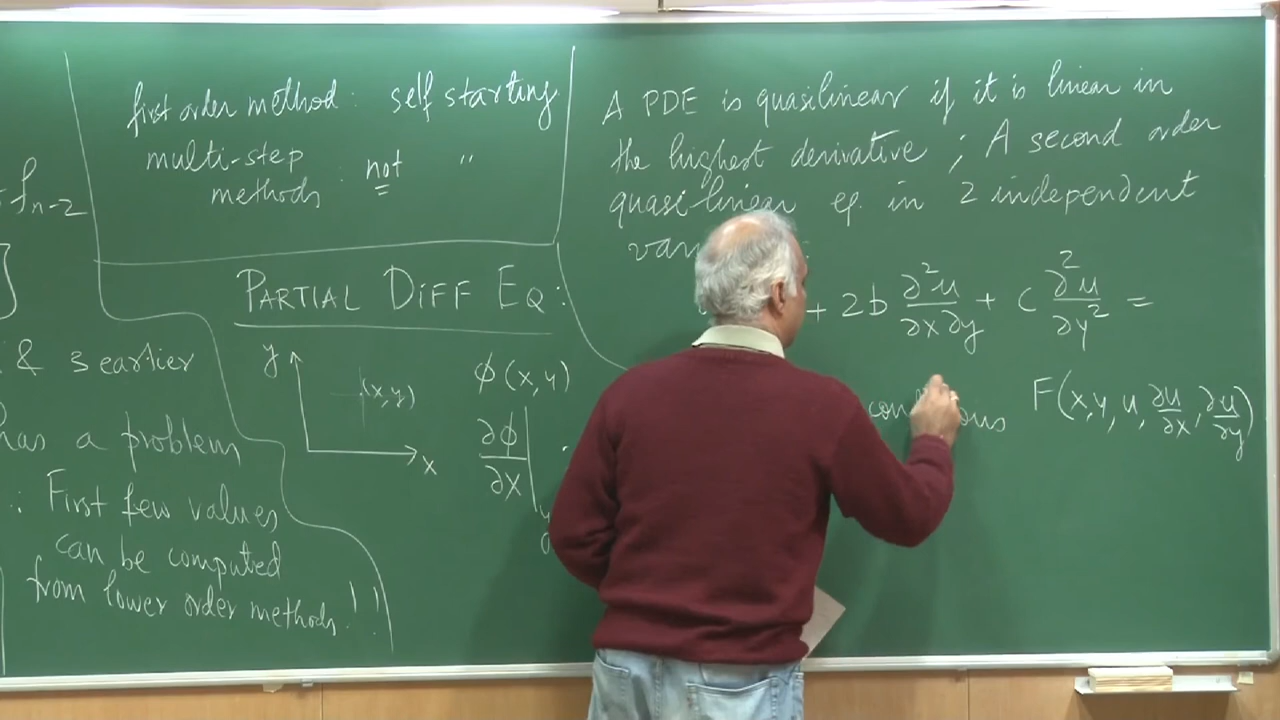 first order method : self starting
multi-step : not "
methods
f_{n-2}
& 3 earlier
has a problem
∴ First few values
can be computed
from lower order methods !!
PARTIAL DIFF EQ :
y
(x,y)
x
ϕ(x,y)
∂ϕ/∂x |
A PDE is quasilinear if it is linear in
the highest derivative ; A second order
quasi-linear eq. in 2 independent
+ 2b ∂²u/∂x∂y + c ∂²u/∂y² =
F(x,y, u, ∂u/∂x, ∂u/∂y)